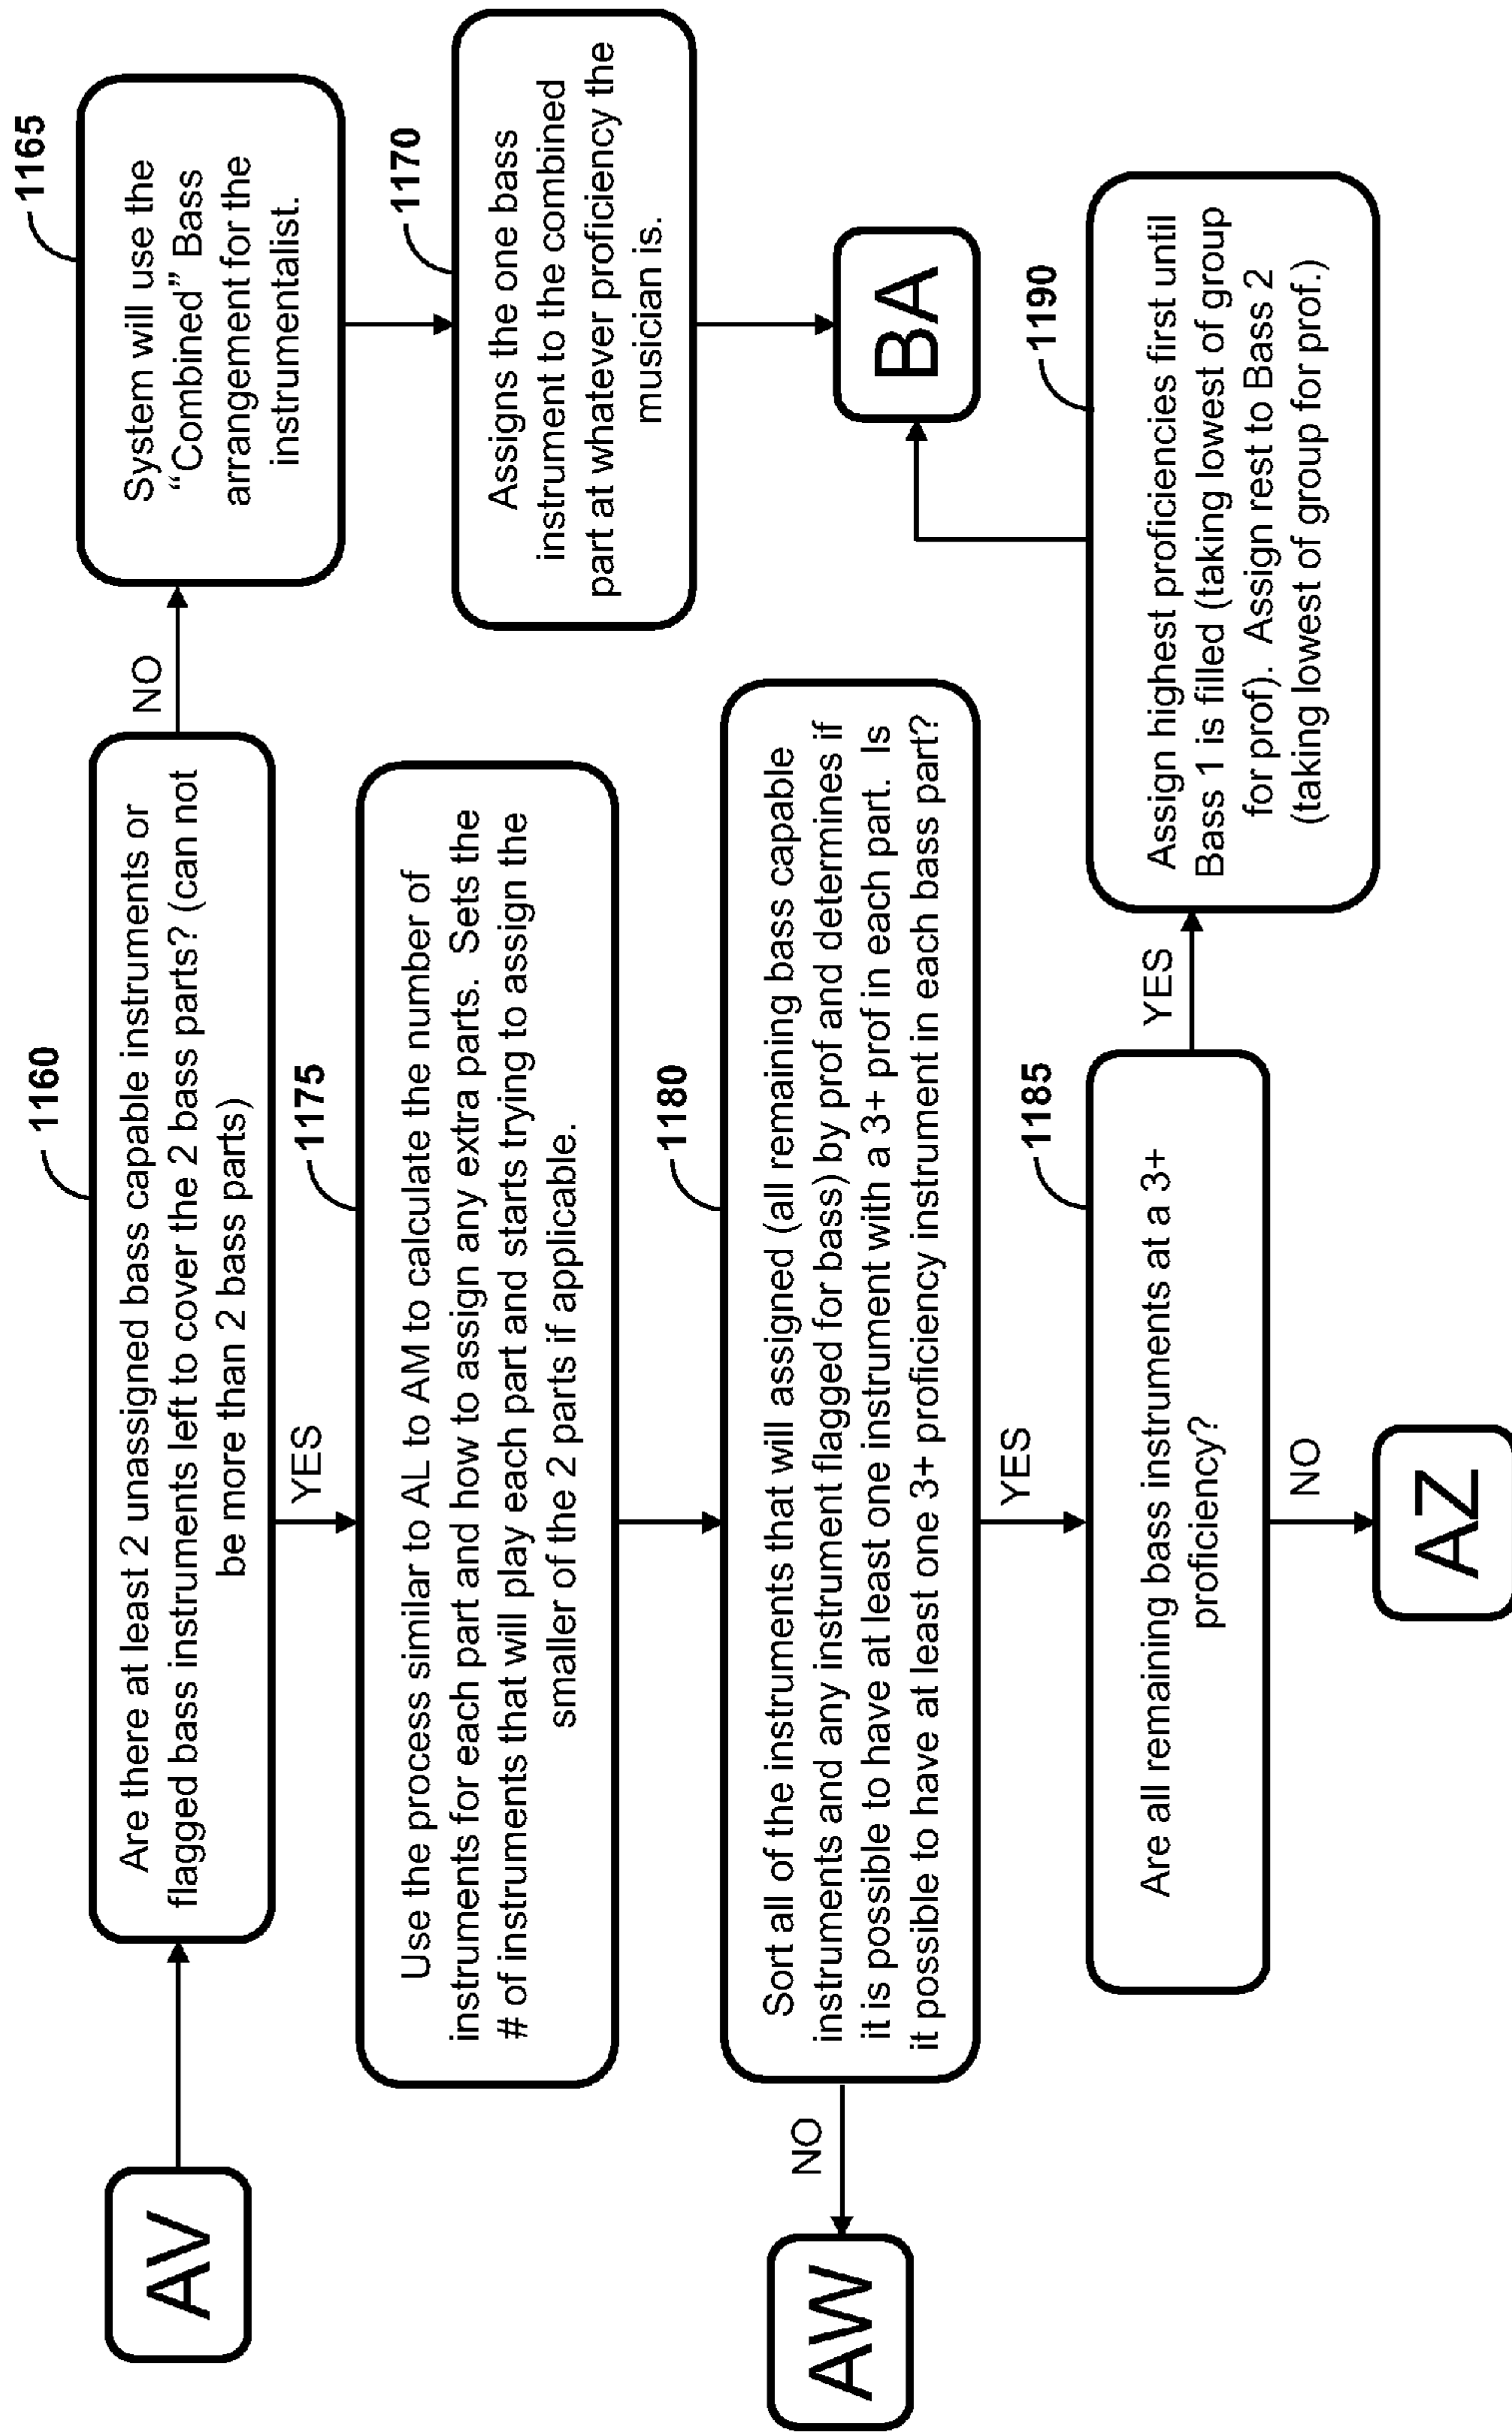 AV
1160
Are there at least 2 unassigned bass capable instruments or
flagged bass instruments left to cover the 2 bass parts? (can not
be more than 2 bass parts)
NO
1165
System will use the
“Combined” Bass
arrangement for the
instrumentalist.
1170
Assigns the one bass
instrument to the combined
part at whatever proficiency the
musician is.
BA
YES
1175
Use the process similar to AL to AM to calculate the number of
instruments for each part and how to assign any extra parts. Sets the
# of instruments that will play each part and starts trying to assign the
smaller of the 2 parts if applicable.
1180
Sort all of the instruments that will assigned (all remaining bass capable
instruments and any instrument flagged for bass) by prof and determines if
it is possible to have at least one instrument with a 3+ prof in each part. Is
it possible to have at least one 3+ proficiency instrument in each bass part?
NO
AW
YES
1185
Are all remaining bass instruments at a 3+
proficiency?
YES
1190
Assign highest proficiencies first until
Bass 1 is filled (taking lowest of group
for prof). Assign rest to Bass 2
(taking lowest of group for prof.)
NO
AZ